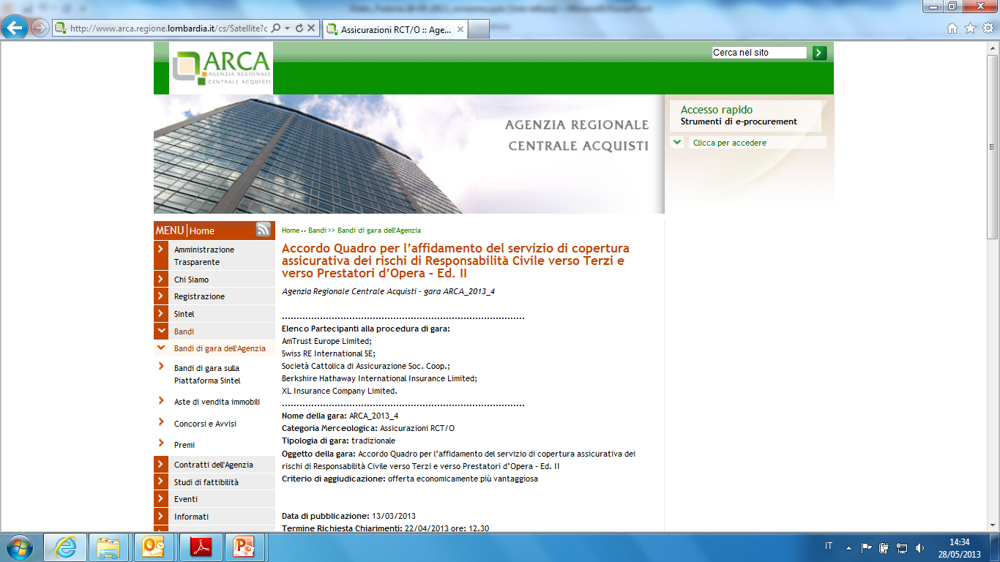 http://www.arca.regione.lombardia.it/cs/Satellite?c
Assicurazioni RCT/O :: Age...
ARCA
AGENZIA REGIONALE
CENTRALE ACQUISTI
Cerca nel sito
AGENZIA REGIONALE
CENTRALE ACQUISTI
Accesso rapido
Strumenti di e-procurement
Clicca per accedere
MENU Home
Amministrazione
Trasparente
Chi Siamo
Registrazione
Sintel
Bandi
Bandi di gara dell'Agenzia
Bandi di gara sulla
Piattaforma Sintel
Aste di vendita immobili
Concorsi e Avvisi
Premi
Contratti dell'Agenzia
Studi di fattibilità
Eventi
Informati
Home >> Bandi >> Bandi di gara dell'Agenzia
Accordo Quadro per l’affidamento del servizio di copertura
assicurativa dei rischi di Responsabilità Civile verso Terzi e
verso Prestatori d’Opera - Ed. II
Agenzia Regionale Centrale Acquisti - gara ARCA_2013_4
Elenco Partecipanti alla procedura di gara:
AmTrust Europe Limited;
Swiss RE International SE;
Società Cattolica di Assicurazione Soc. Coop.;
Berkshire Hathaway International Insurance Limited;
XL Insurance Company Limited.
Nome della gara: ARCA_2013_4
Categoria Merceologica: Assicurazioni RCT/O
Tipologia di gara: tradizionale
Oggetto della gara: Accordo Quadro per l’affidamento del servizio di copertura assicurativa dei
rischi di Responsabilità Civile verso Terzi e verso Prestatori d’Opera - Ed. II
Criterio di aggiudicazione: offerta economicamente più vantaggiosa
Data di pubblicazione: 13/03/2013
Termine Richiesta Chiarimenti: 22/04/2013 ore: 12.30
IT
14:34
28/05/2013